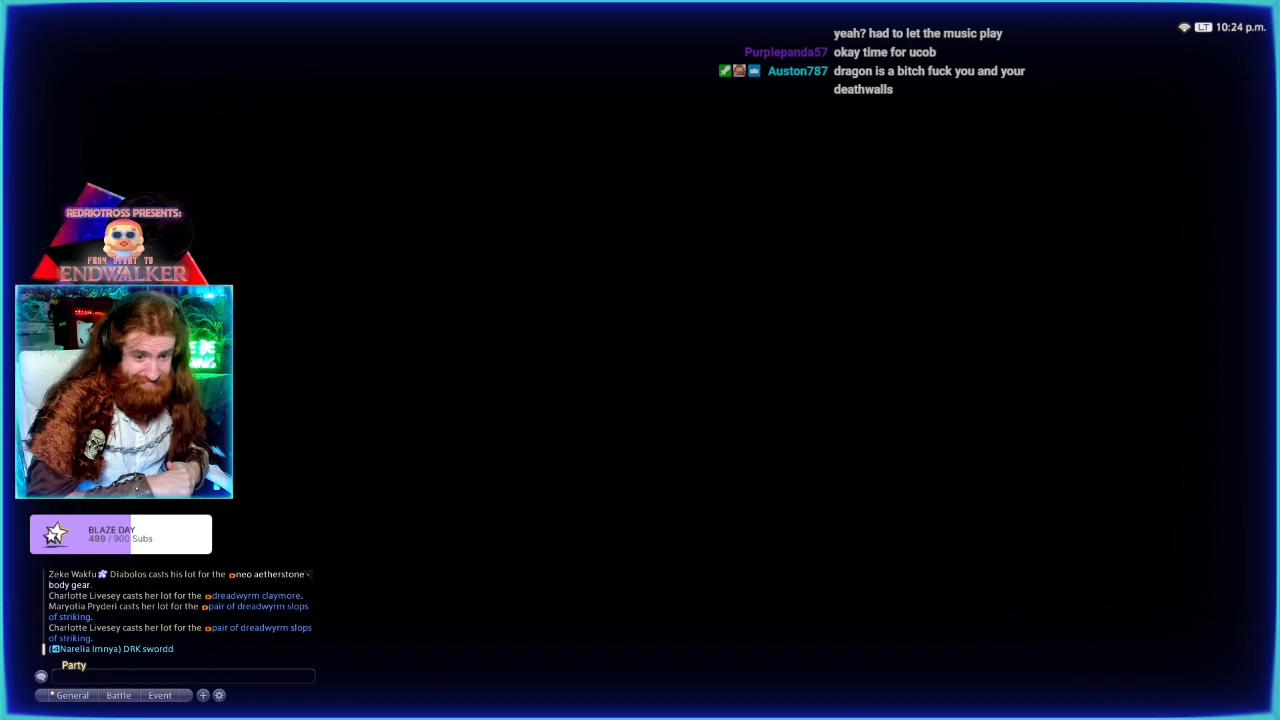 yeah? had to let the music play
Purplepanda57 okay time for ucob
Auston787 dragon is a bitch fuck you and your
deathwalls
LT 10:24 p.m.
REDRIOTROSS PRESENTS:
FROM START TO
ENDWALKER
BLAZE DAY
499 / 900 Subs
Zeke Wakfu Diabolos casts his lot for the neo aetherstone
body gear.
Charlotte Livesey casts her lot for the dreadwyrm claymore.
Maryotia Pryderi casts her lot for the pair of dreadwyrm slops
of striking.
Charlotte Livesey casts her lot for the pair of dreadwyrm slops
of striking.
(Narelia Imnya) DRK swordd
Party
General Battle Event